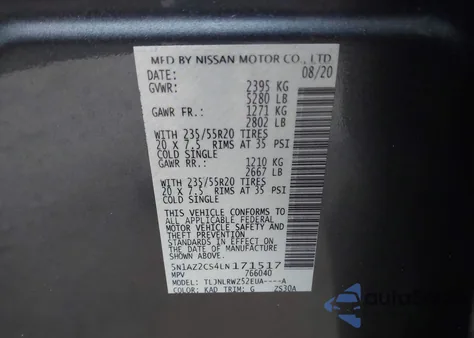 MFD BY NISSAN MOTOR CO., LTD.
DATE: 08/20
GVWR: 2395 KG
5280 LB
GAWR FR.: 1271 KG
2802 LB
WITH 235/55R20 TIRES
20 X 7.5 RIMS AT 35 PSI
COLD SINGLE
GAWR RR.: 1210 KG
2667 LB
WITH 235/55R20 TIRES
20 X 7.5 RIMS AT 35 PSI
COLD SINGLE
THIS VEHICLE CONFORMS TO
ALL APPLICABLE FEDERAL
MOTOR VEHICLE SAFETY AND
THEFT PREVENTION
STANDARDS IN EFFECT ON
THE DATE OF MANUFACTURE
SHOWN ABOVE.
5N1AZ2CS4LN171517
MPV 766040
MODEL: TLJNLRWZ52EUA----A
COLOR: KAD TRIM: G 2S30A